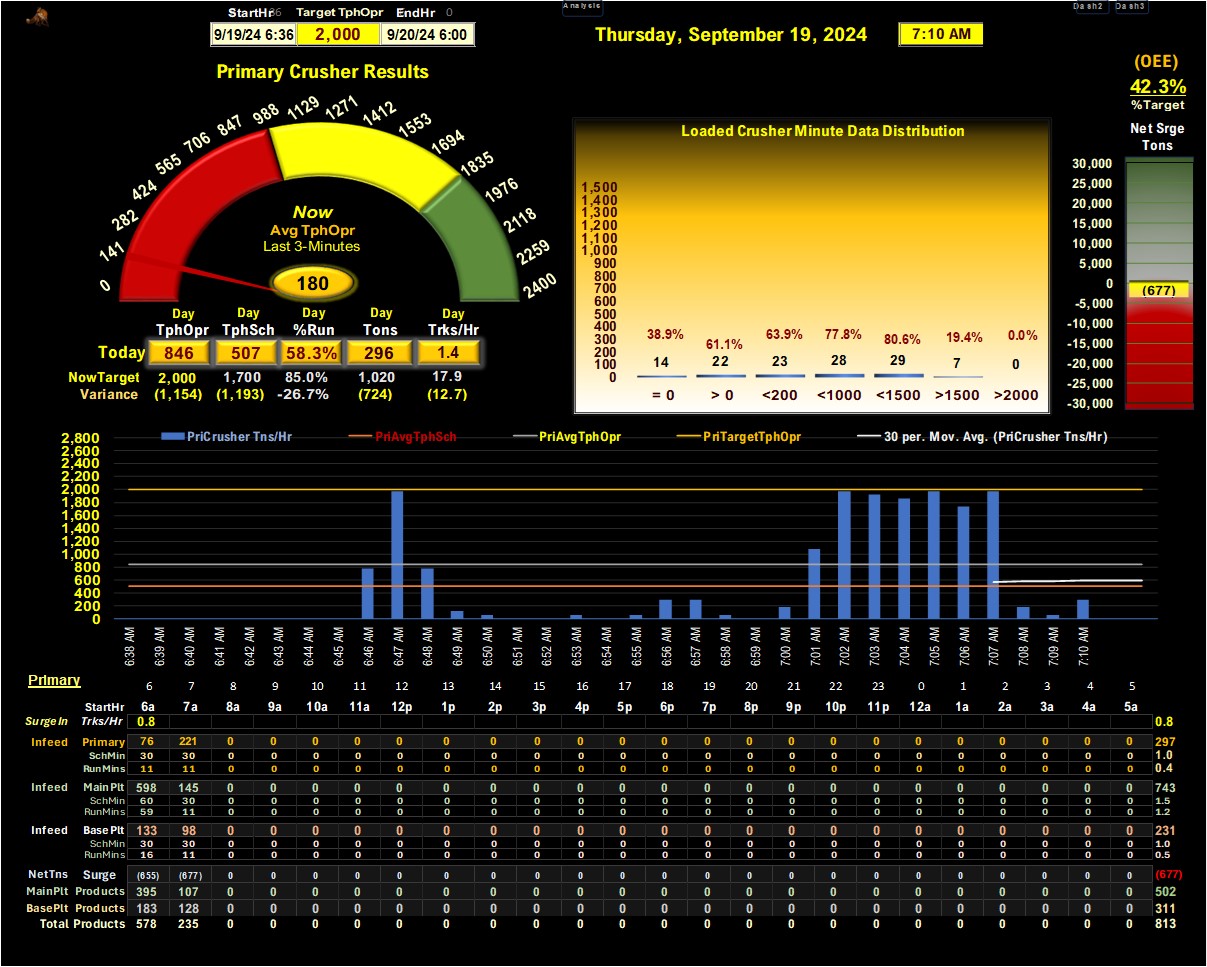 StartHr 36 Target TphOpr EndHr 0
9/19/24 6:36 2,000 9/20/24 6:00
Analysis
Dash2 Dash3
Thursday, September 19, 2024 7:10 AM
Primary Crusher Results
0 141 282 424 565 706 847 988 1129 1271 1412 1553 1694 1835 1976 2118 2259 2400
Now
Avg TphOpr
Last 3-Minutes
180
Day Day Day Day Day
TphOpr TphSch %Run Tons Trks/Hr
Today 846 507 58.3% 296 1.4
NowTarget 2,000 1,700 85.0% 1,020 17.9
Variance (1,154) (1,193) -26.7% (724) (12.7)
Loaded Crusher Minute Data Distribution
1,500
1,400
1,300
1,200
1,100
1,000
900
800
700
600
500
400
300
200
100
0
38.9% 61.1% 63.9% 77.8% 80.6% 19.4% 0.0%
14 22 23 28 29 7 0
= 0 > 0 <200 <1000 <1500 >1500 >2000
(OEE)
42.3%
%Target
Net Srge
Tons
30,000
25,000
20,000
15,000
10,000
5,000
0
-5,000
-10,000
-15,000
-20,000
-25,000
-30,000
(677)
PriCrusher Tns/Hr PriAvgTphSch PriAvgTphOpr PriTargetTphOpr 30 per. Mov. Avg. (PriCrusher Tns/Hr)
2,800
2,600
2,400
2,200
2,000
1,800
1,600
1,400
1,200
1,000
800
600
400
200
0
6:38 AM 6:39 AM 6:40 AM 6:41 AM 6:42 AM 6:43 AM 6:44 AM 6:45 AM 6:46 AM 6:47 AM 6:48 AM 6:49 AM 6:50 AM 6:51 AM 6:52 AM 6:53 AM 6:54 AM 6:55 AM 6:56 AM 6:57 AM 6:58 AM 6:59 AM 7:00 AM 7:01 AM 7:02 AM 7:03 AM 7:04 AM 7:05 AM 7:06 AM 7:07 AM 7:08 AM 7:09 AM 7:10 AM
Primary 6 7 8 9 10 11 12 13 14 15 16 17 18 19 20 21 22 23 0 1 2 3 4 5
StartHr 6a 7a 8a 9a 10a 11a 12p 1p 2p 3p 4p 5p 6p 7p 8p 9p 10p 11p 12a 1a 2a 3a 4a 5a
Surge In Trks/Hr 0.8 0.8
Infeed Primary 76 221 0 0 0 0 0 0 0 0 0 0 0 0 0 0 0 0 0 0 0 0 0 0 297
SchMin 30 30 0 0 0 0 0 0 0 0 0 0 0 0 0 0 0 0 0 0 0 0 0 0 1.0
RunMins 11 11 0 0 0 0 0 0 0 0 0 0 0 0 0 0 0 0 0 0 0 0 0 0 0.4
Infeed Main Plt 598 145 0 0 0 0 0 0 0 0 0 0 0 0 0 0 0 0 0 0 0 0 0 0 743
SchMin 60 30 0 0 0 0 0 0 0 0 0 0 0 0 0 0 0 0 0 0 0 0 0 0 1.5
RunMins 59 11 0 0 0 0 0 0 0 0 0 0 0 0 0 0 0 0 0 0 0 0 0 0 1.2
Infeed Base Plt 133 98 0 0 0 0 0 0 0 0 0 0 0 0 0 0 0 0 0 0 0 0 0 0 231
SchMin 30 30 0 0 0 0 0 0 0 0 0 0 0 0 0 0 0 0 0 0 0 0 0 0 1.0
RunMins 16 11 0 0 0 0 0 0 0 0 0 0 0 0 0 0 0 0 0 0 0 0 0 0 0.5
NetTns Surge (655) (677) 0 0 0 0 0 0 0 0 0 0 0 0 0 0 0 0 0 0 0 0 0 0 (677)
MainPlt Products 395 107 0 0 0 0 0 0 0 0 0 0 0 0 0 0 0 0 0 0 0 0 0 0 502
BasePlt Products 183 128 0 0 0 0 0 0 0 0 0 0 0 0 0 0 0 0 0 0 0 0 0 0 311
Total Products 578 235 0 0 0 0 0 0 0 0 0 0 0 0 0 0 0 0 0 0 0 0 0 0 813